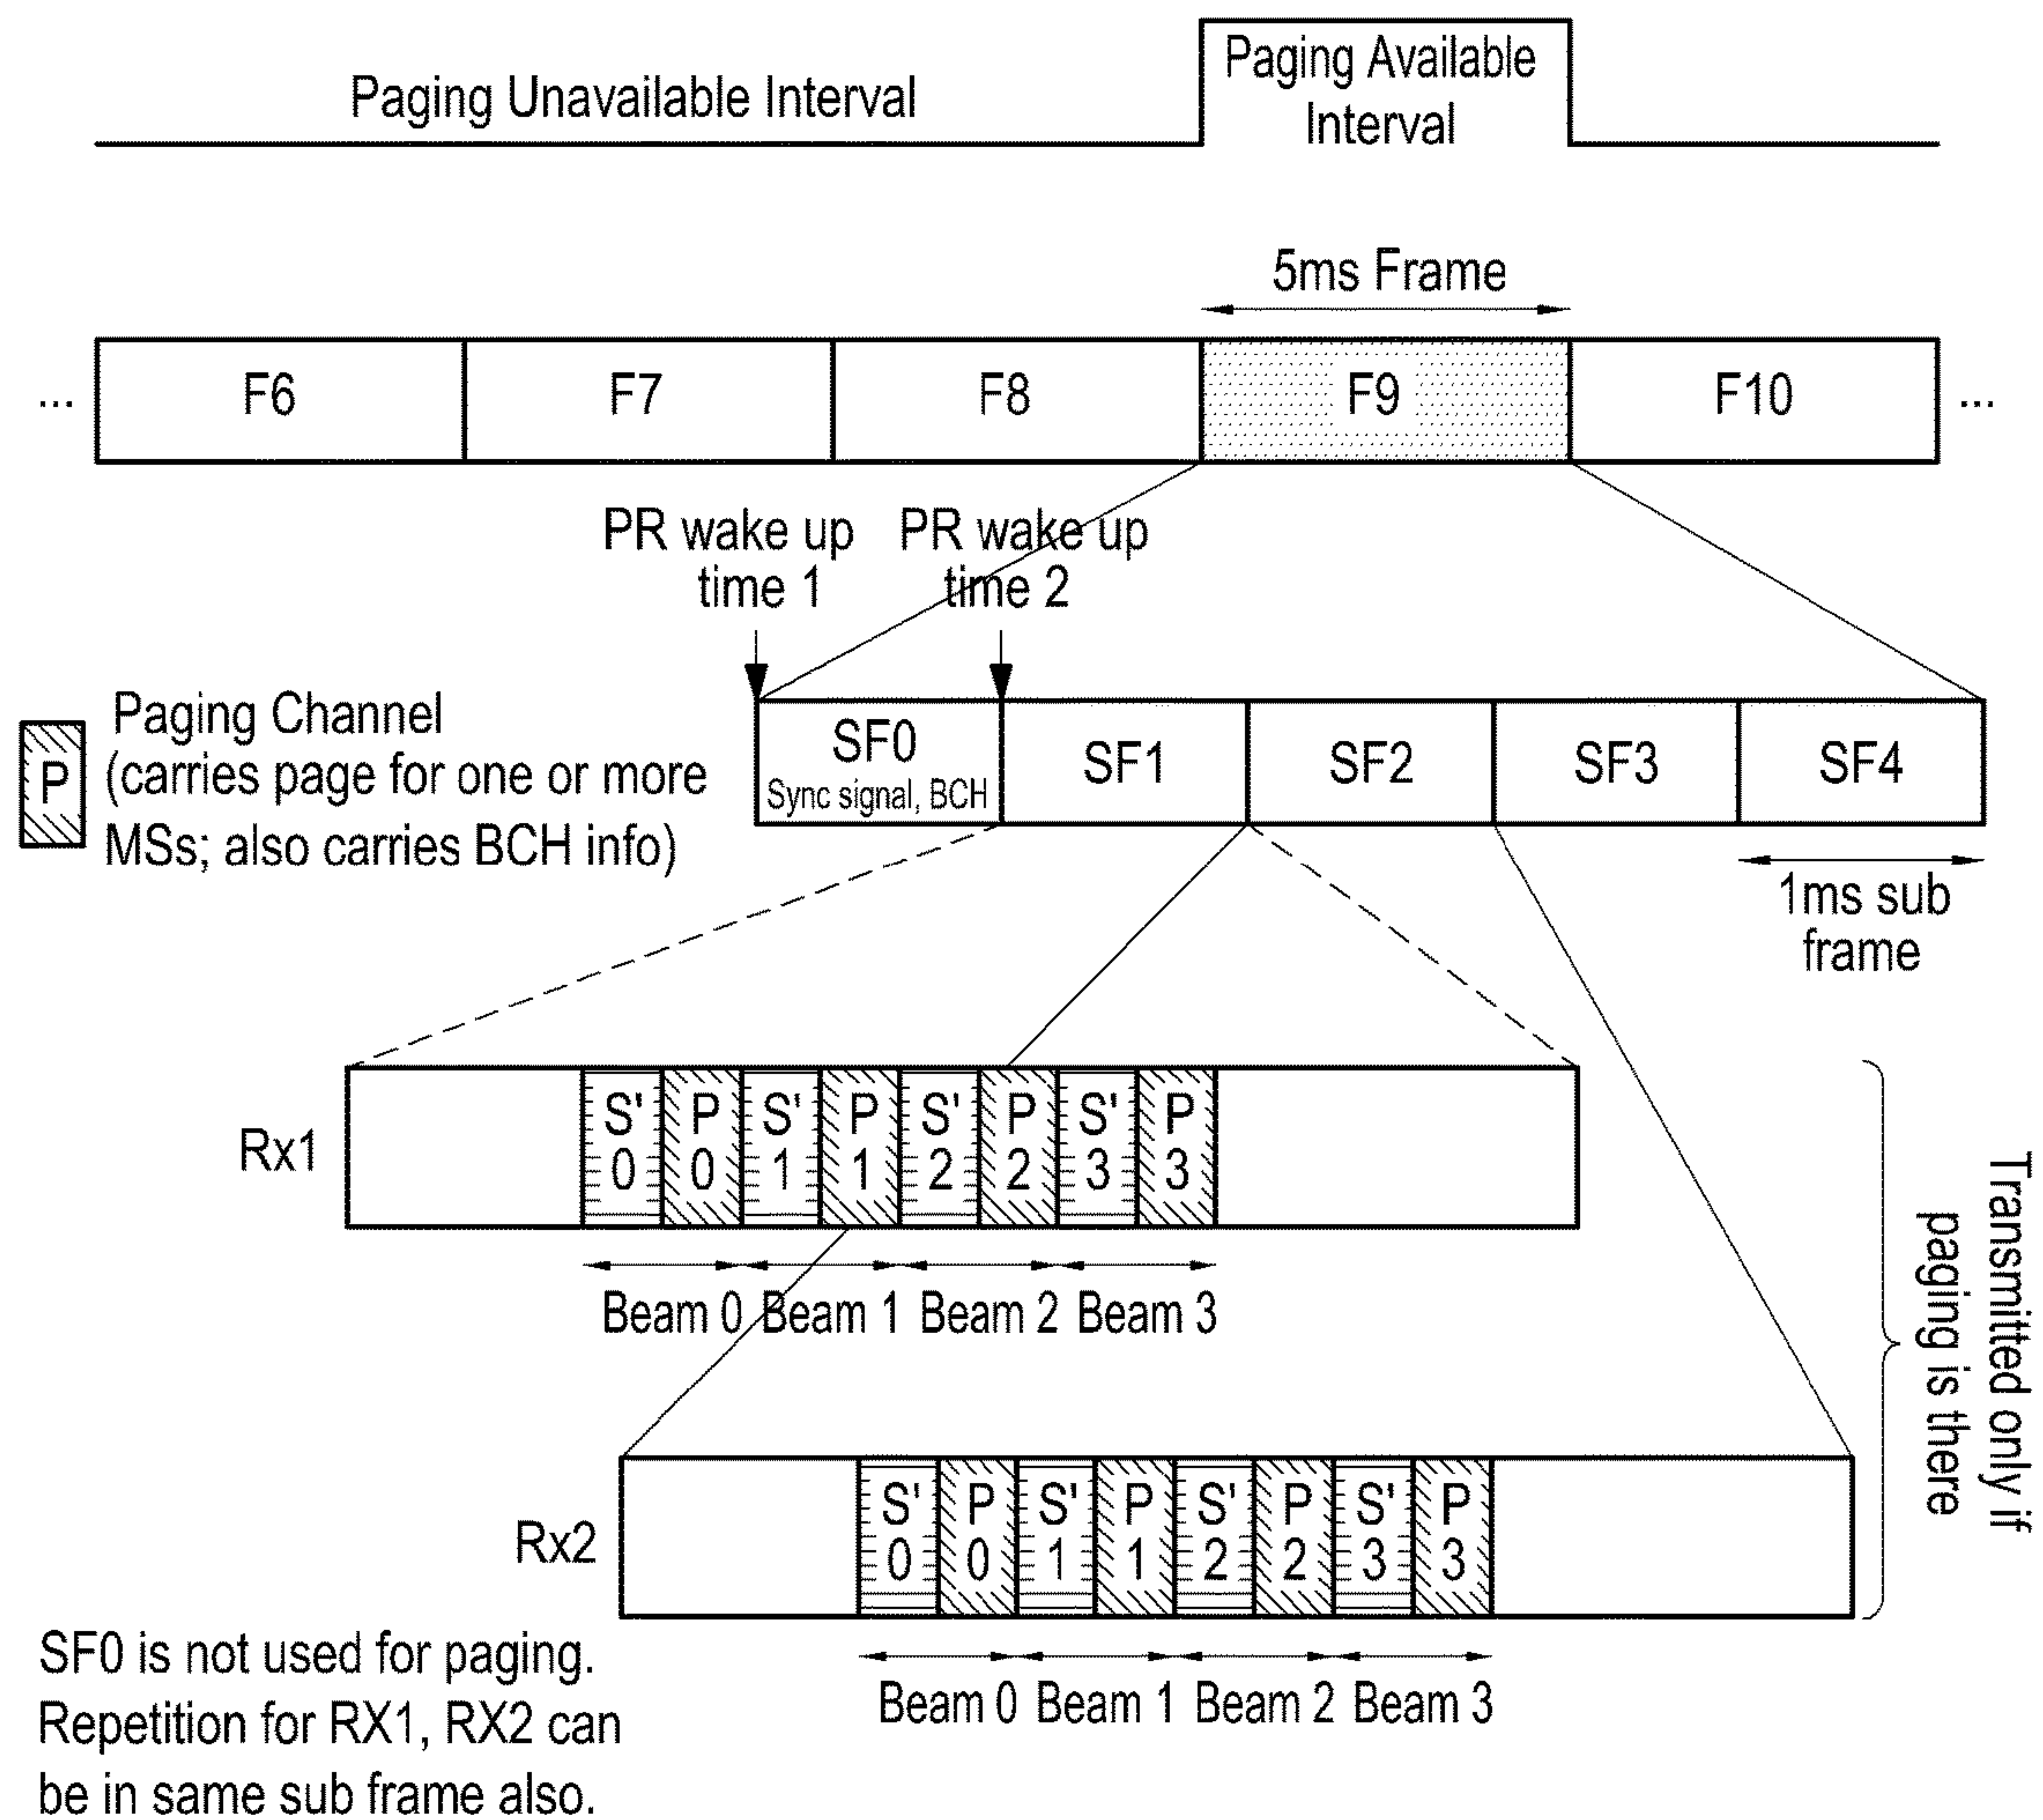 Paging Unavailable Interval
Paging Available
Interval
5ms Frame
... F6 F7 F8 F9 F10 ...
PR wake up
time 1
PR wake up
time 2
P
Paging Channel
(carries page for one or more
MSs; also carries BCH info)
SF0
Sync signal, BCH
SF1 SF2 SF3 SF4
1ms sub
frame
Rx1
S' P S' P S' P S' P
0 0 1 1 2 2 3 3
Beam 0 Beam 1 Beam 2 Beam 3
Rx2
S' P S' P S' P S' P
0 0 1 1 2 2 3 3
Beam 0 Beam 1 Beam 2 Beam 3
Transmitted only if
paging is there
SF0 is not used for paging.
Repetition for RX1, RX2 can
be in same sub frame also.